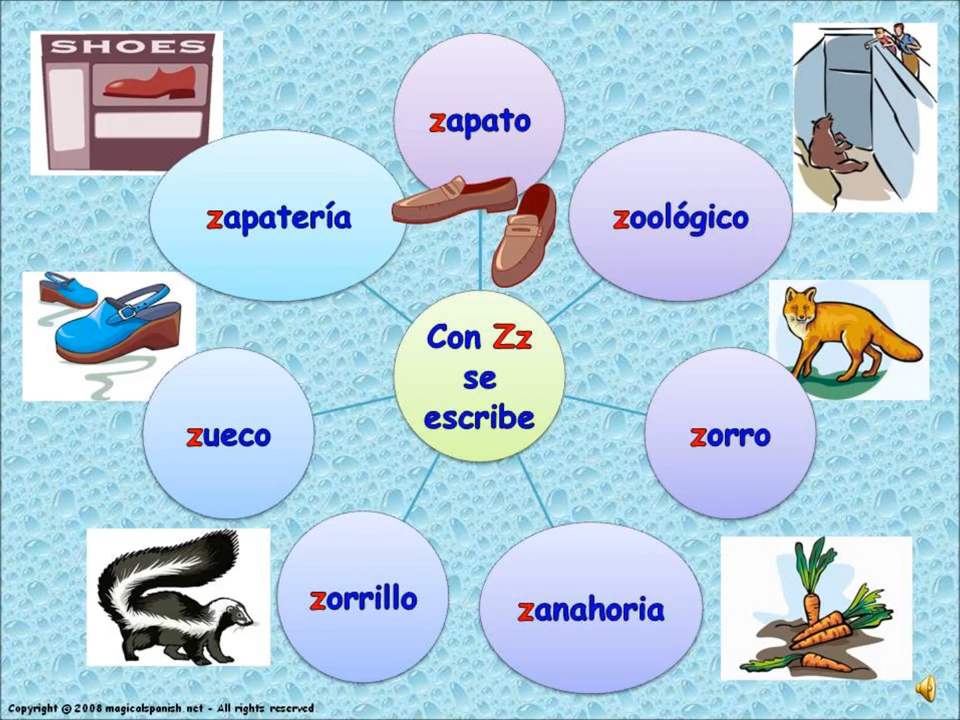 SHOES
zapato
zapatería
zoológico
Con Zz
se
escribe
zueco
zorro
zorrillo
zanahoria
Copyright © 2008 magicalspanish.net - All rights reserved